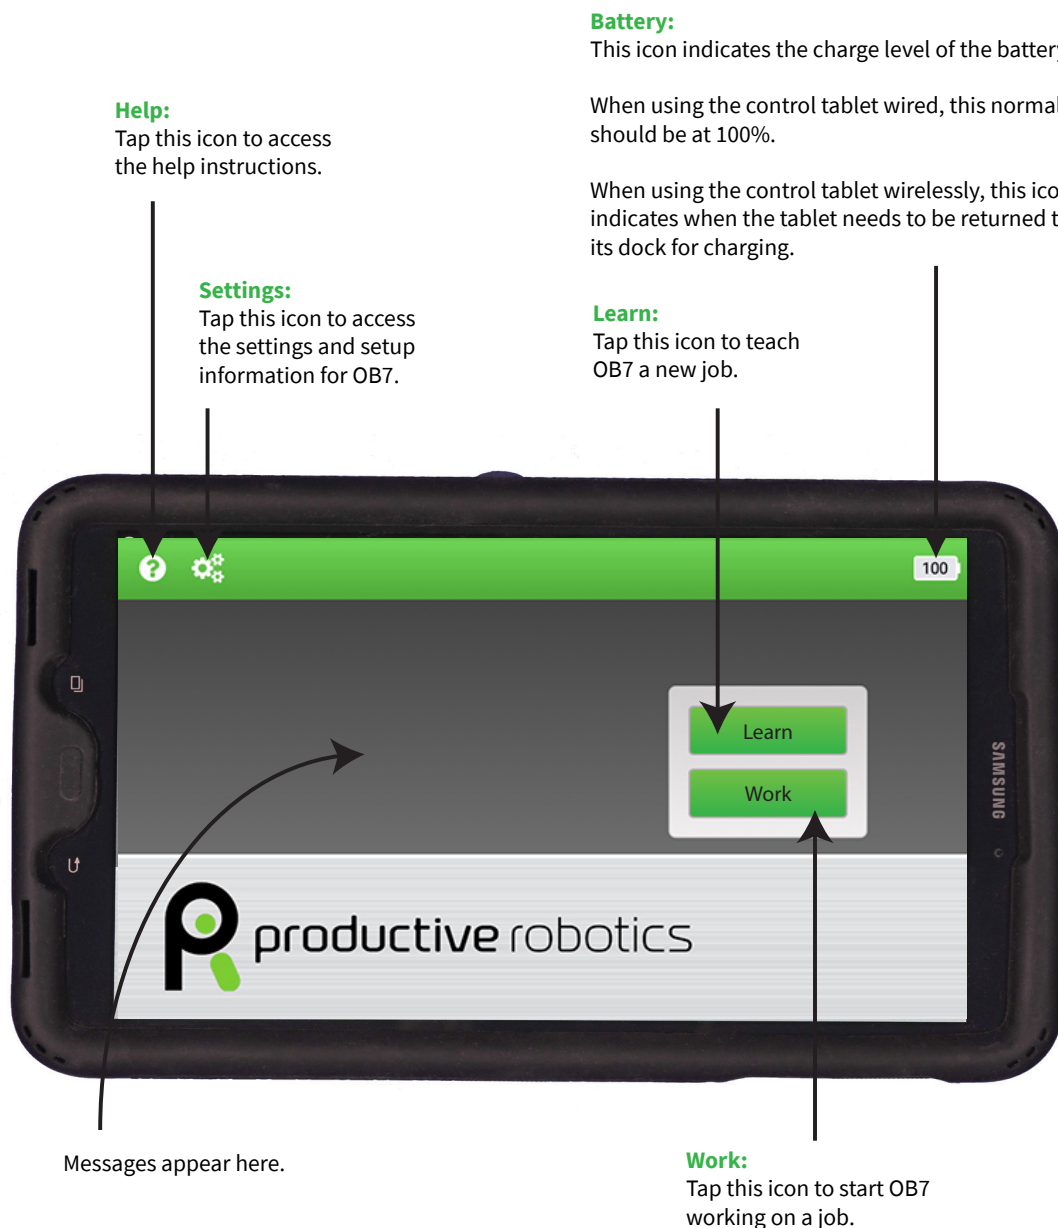 Battery:
This icon indicates the charge level of the battery
When using the control tablet wired, this normal
should be at 100%.
When using the control tablet wirelessly, this ico
indicates when the tablet needs to be returned t
its dock for charging.
Help:
Tap this icon to access
the help instructions.
Settings:
Tap this icon to access
the settings and setup
information for OB7.
Learn:
Tap this icon to teach
OB7 a new job.
?
100
Learn
Work
SAMSUNG
productive robotics
Messages appear here.
Work:
Tap this icon to start OB7
working on a job.